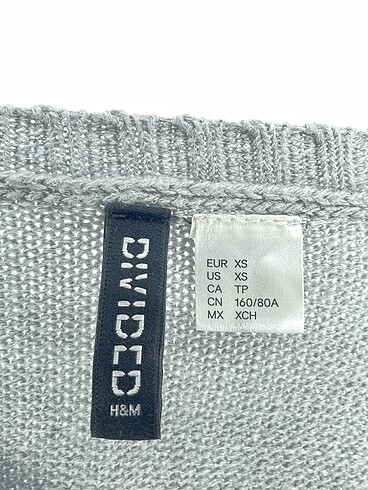 DIVIDED
H&M
EUR XS
US XS
CA TP
CN 160/80A
MX XCH